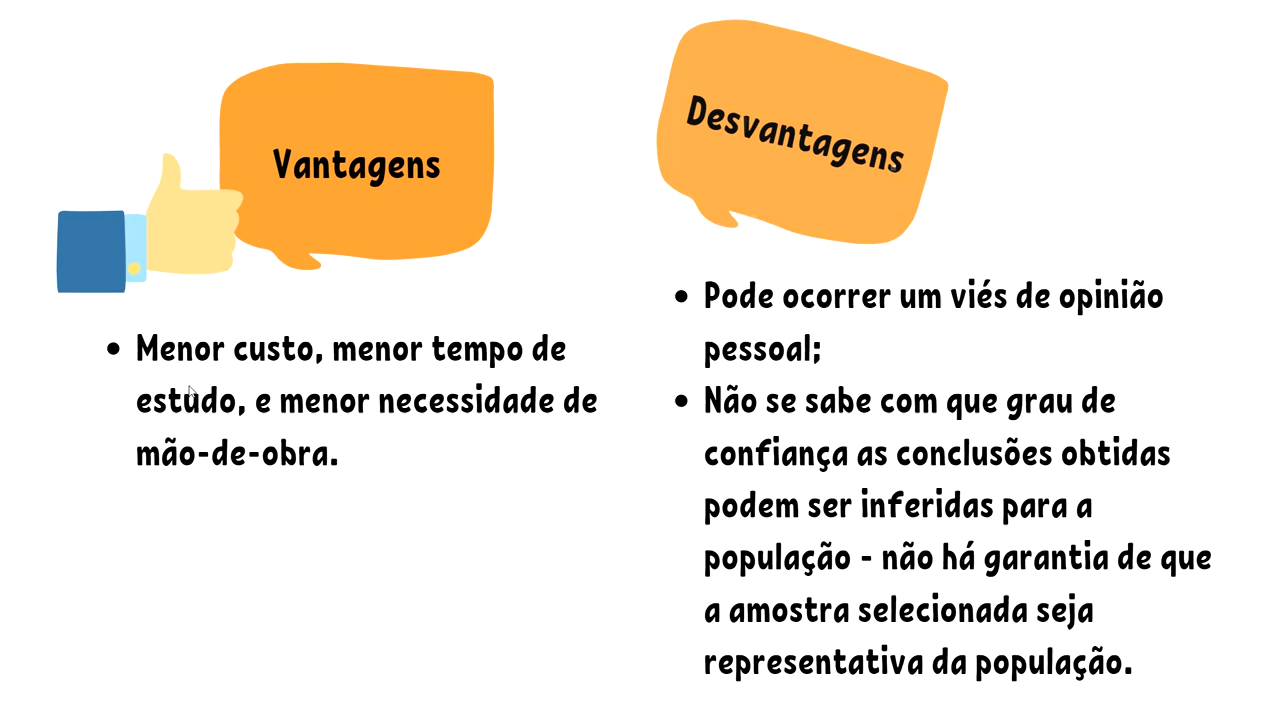 Vantagens
• Menor custo, menor tempo de
estudo, e menor necessidade de
mão-de-obra.
Desvantagens
• Pode ocorrer um viés de opinião
pessoal;
• Não se sabe com que grau de
confiança as conclusões obtidas
podem ser inferidas para a
população - não há garantia de que
a amostra selecionada seja
representativa da população.